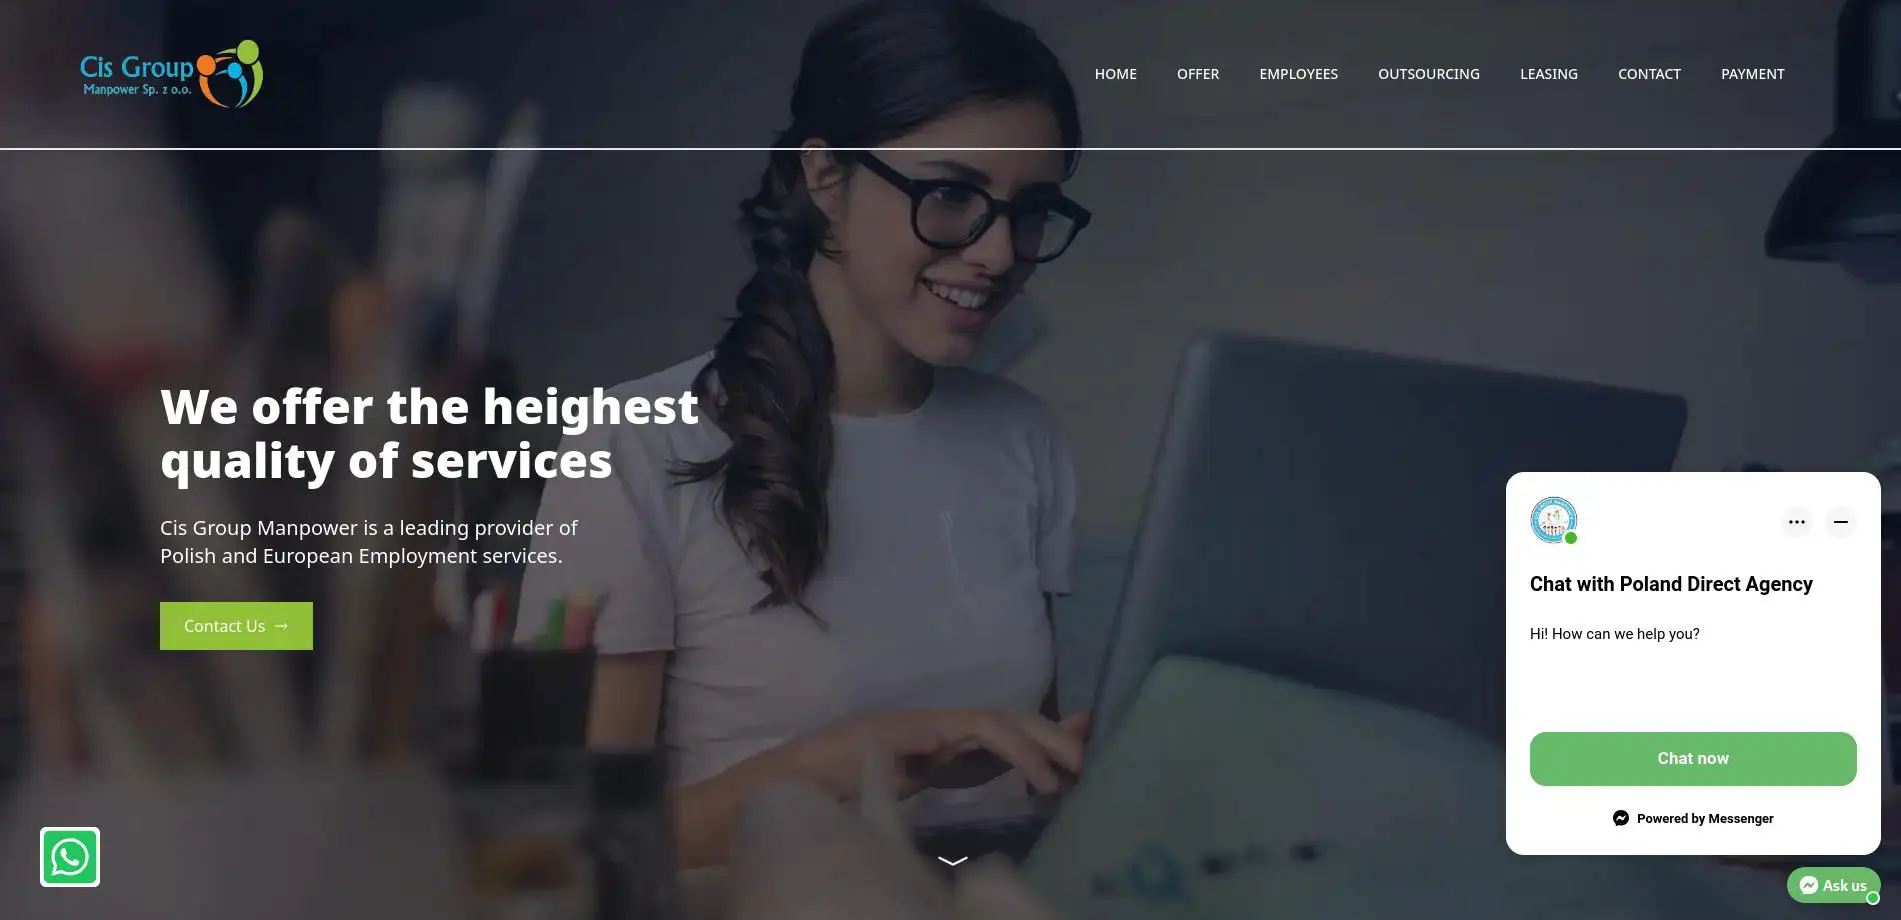 Cis Group
Manpower Sp. z o.o.
HOME OFFER EMPLOYEES OUTSOURCING LEASING CONTACT PAYMENT
We offer the heighest
quality of services
Cis Group Manpower is a leading provider of
Polish and European Employment services.
Contact Us →
Chat with Poland Direct Agency
Hi! How can we help you?
Chat now
Powered by Messenger
Ask us